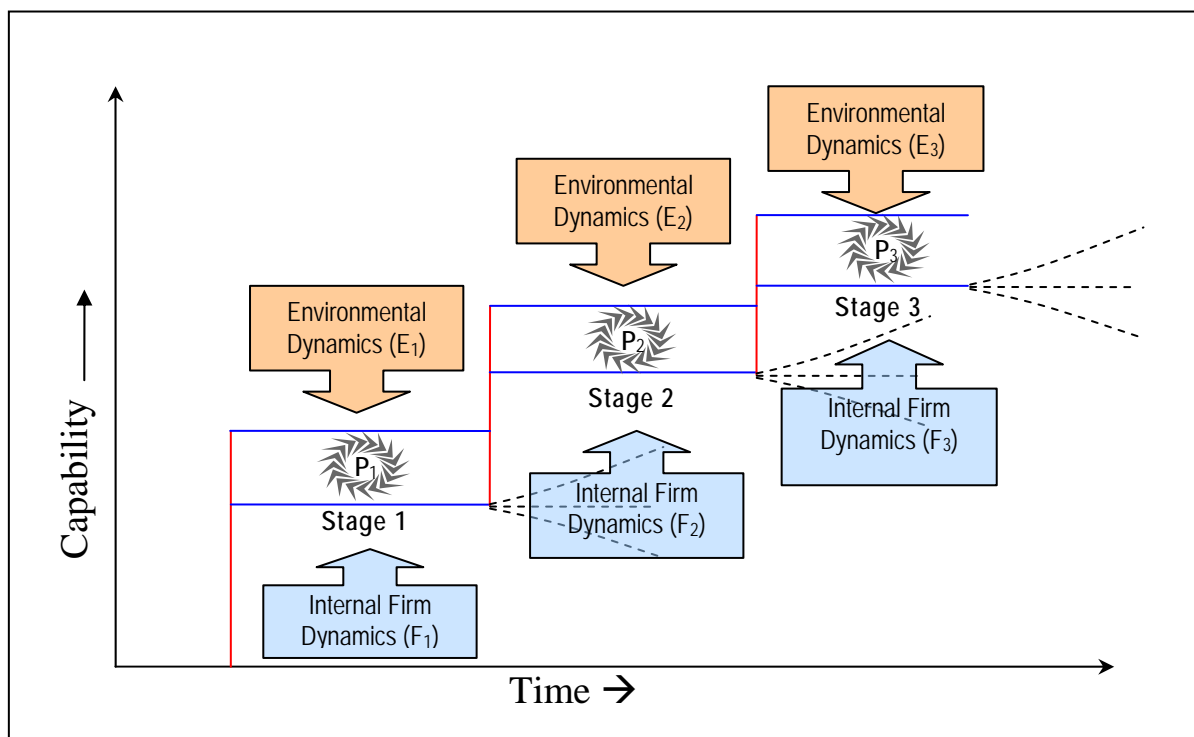 Environmental
Dynamics (E₃)
P₃
Stage 3
Internal Firm
Dynamics (F₃)
Environmental
Dynamics (E₂)
P₂
Stage 2
Internal Firm
Dynamics (F₂)
Environmental
Dynamics (E₁)
P₁
Stage 1
Internal Firm
Dynamics (F₁)
Capability →
Time →